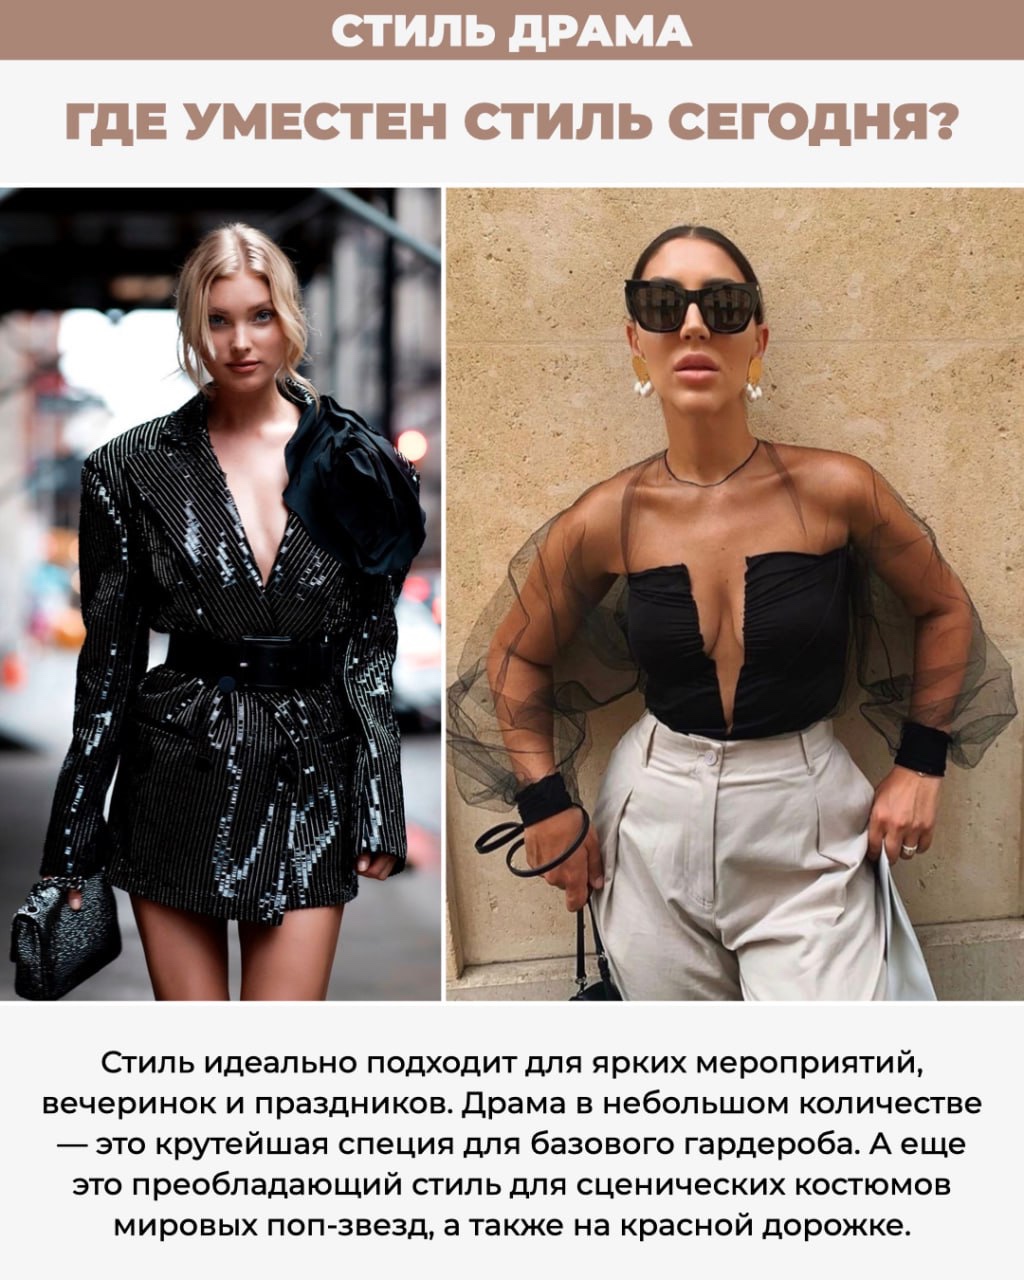 СТИЛЬ ДРАМА
ГДЕ УМЕСТЕН СТИЛЬ СЕГОДНЯ?
Стиль идеально подходит для ярких мероприятий,
вечеринок и праздников. Драма в небольшом количестве
— это крутейшая специя для базового гардероба. А еще
это преобладающий стиль для сценических костюмов
мировых поп-звезд, а также на красной дорожке.